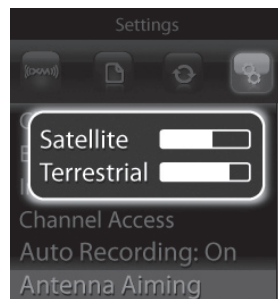 Settings
Satellite
Terrestrial
Channel Access
Auto Recording: On
Antenna Aiming